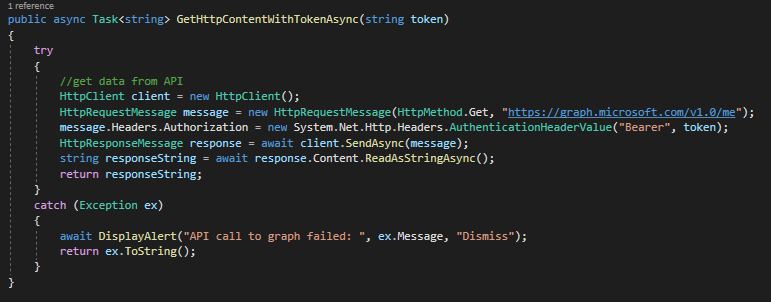 1 reference
public async Task<string> GetHttpContentWithTokenAsync(string token)
{
try
{
//get data from API
HttpClient client = new HttpClient();
HttpRequestMessage message = new HttpRequestMessage(HttpMethod.Get, "https://graph.microsoft.com/v1.0/me");
message.Headers.Authorization = new System.Net.Http.Headers.AuthenticationHeaderValue("Bearer", token);
HttpResponseMessage response = await client.SendAsync(message);
string responseString = await response.Content.ReadAsStringAsync();
return responseString;
}
catch (Exception ex)
{
await DisplayAlert("API call to graph failed: ", ex.Message, "Dismiss");
return ex.ToString();
}
}